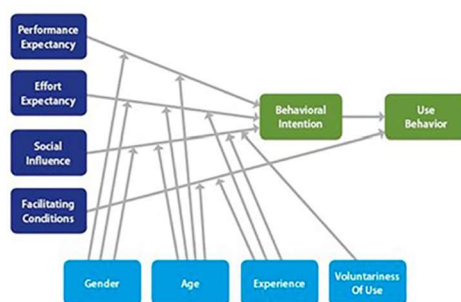 Performance
Expectancy
Effort
Expectancy
Behavioral
Intention
Use
Behavior
Social
Influence
Facilitating
Conditions
Gender
Age
Experience
Voluntariness
Of Use